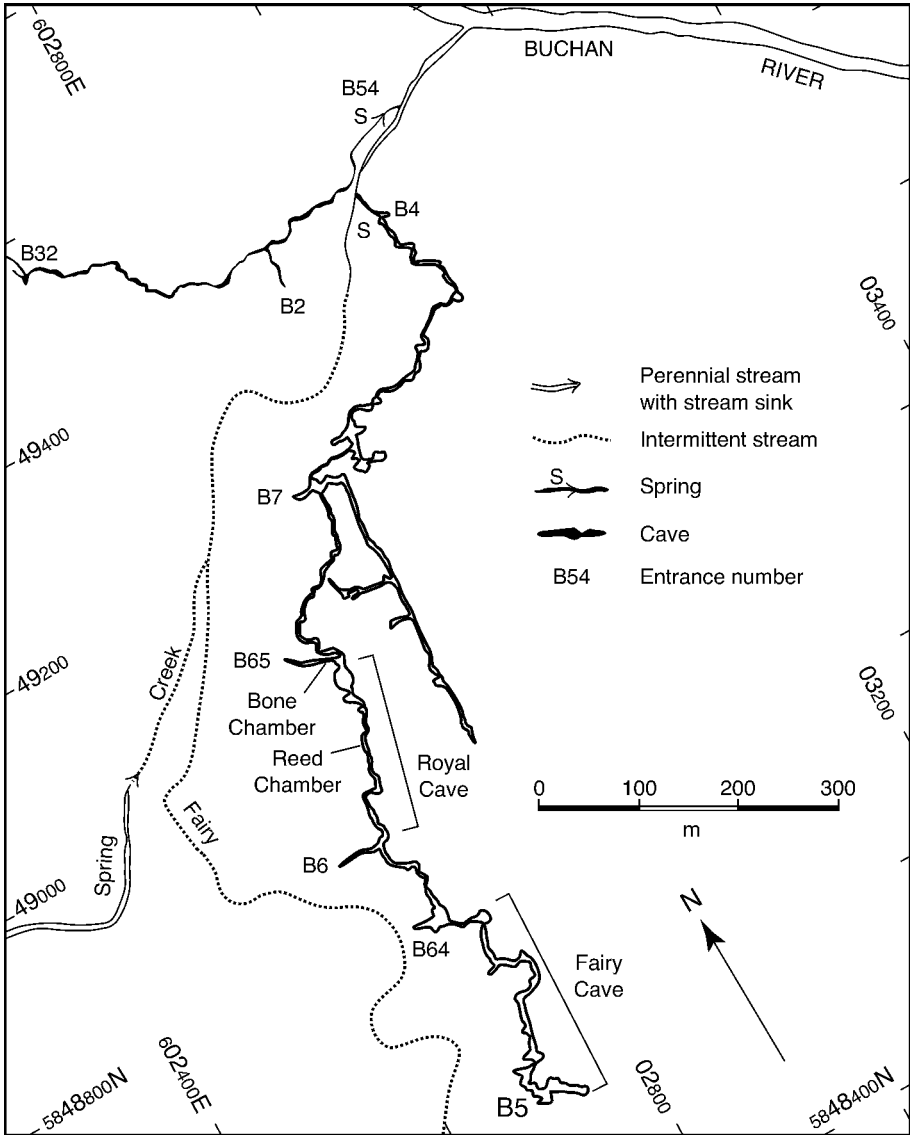 602800E
BUCHAN
RIVER
B54
S
B4
S
B32
B2
03400
Perennial stream
with stream sink
Intermittent stream
S
Spring
Cave
B54
Entrance number
49400
B7
49200
Creek
B65
Bone
Chamber
Reed
Chamber
Royal
Cave
03200
0
100
200
300
m
Fairy
Spring
B6
49000
N
B64
Fairy
Cave
602400E
B5
02800
5848800N
5848400N